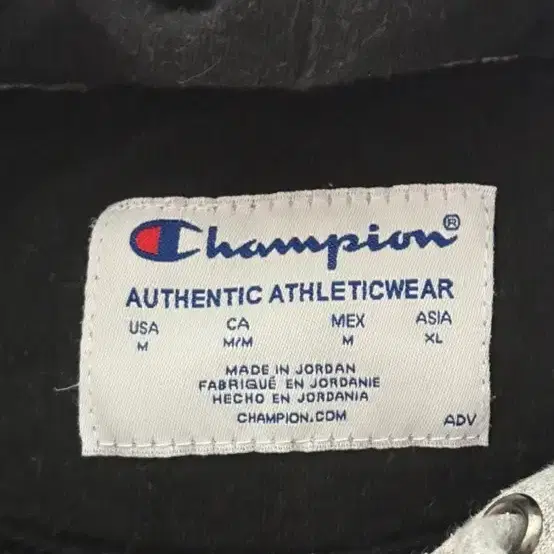 Champion®
AUTHENTIC ATHLETICWEAR
USA CA MEX ASIA
M M/M M XL
MADE IN JORDAN
FABRIQUÉ EN JORDANIE
HECHO EN JORDANIA
CHAMPION.COM
ADV